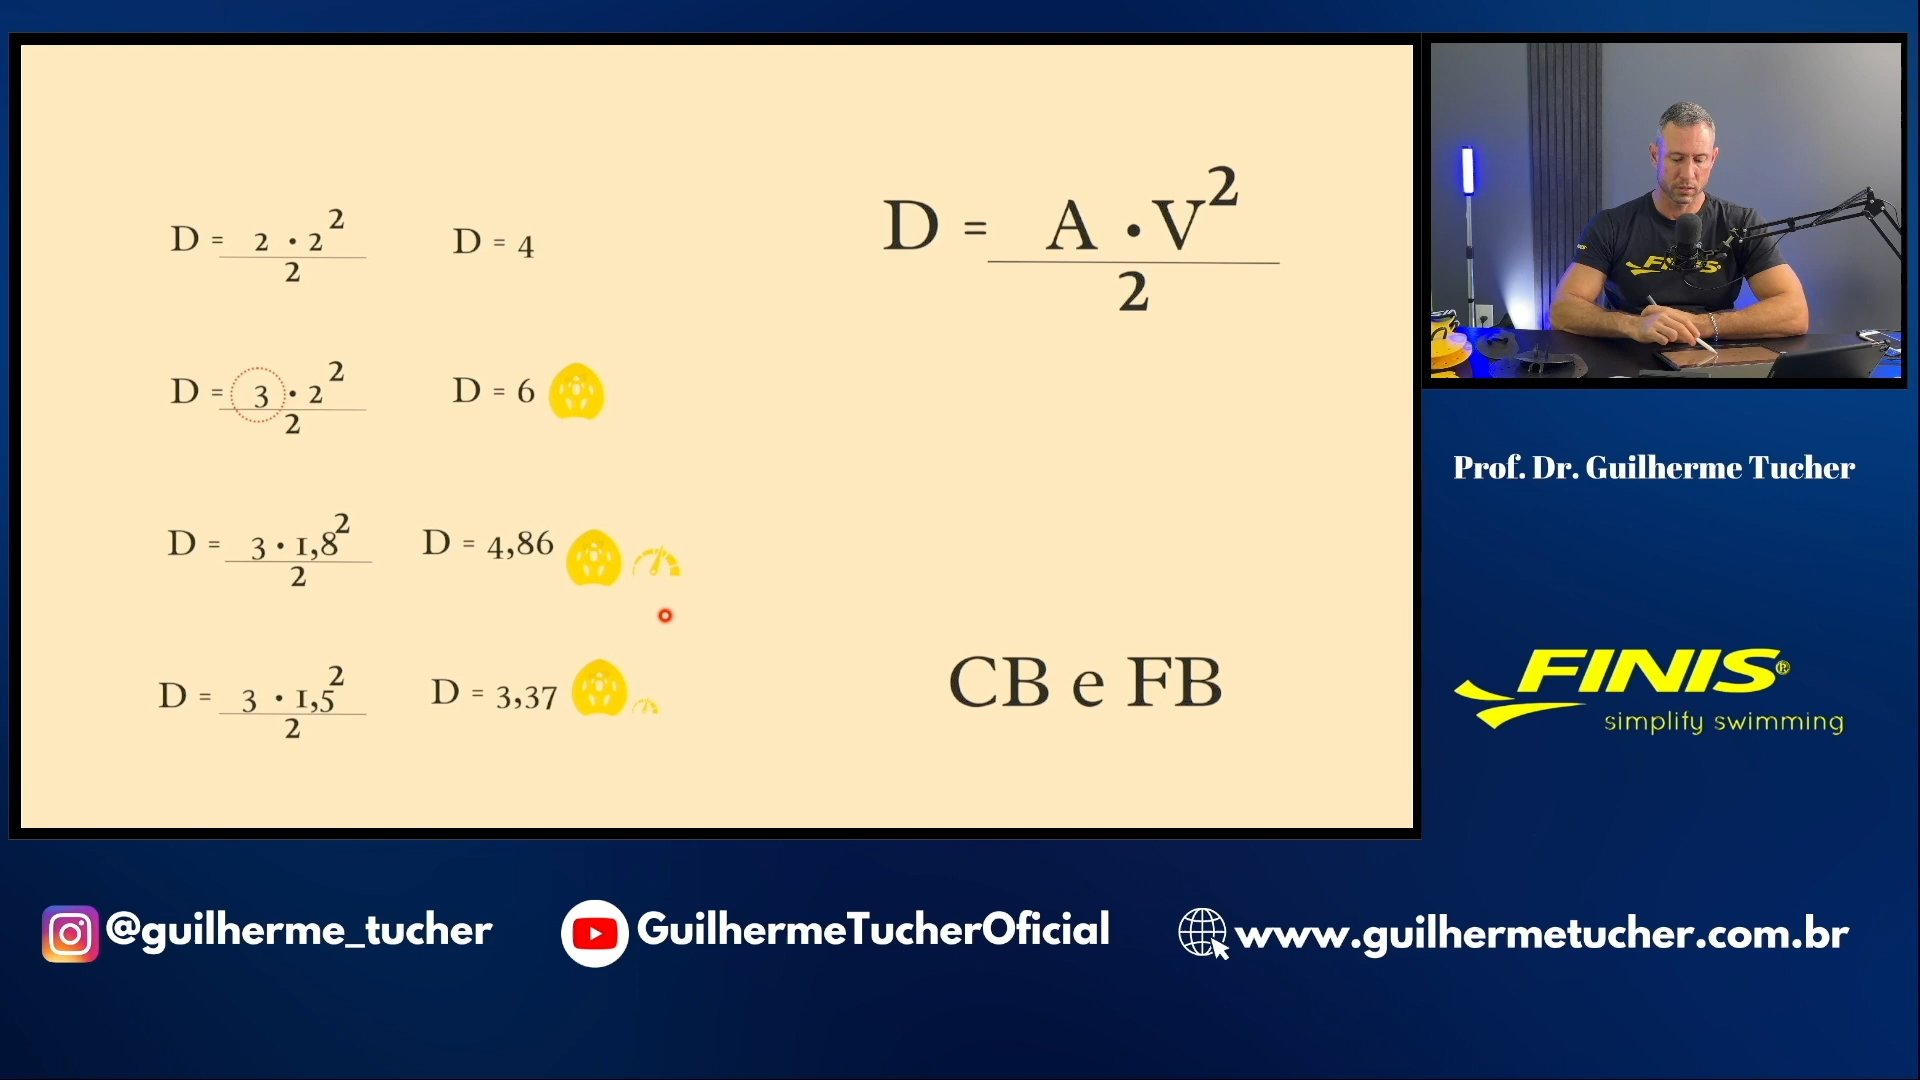 D = 2 · 2²
2
D = 4
D = 3 · 2²
2
D = 6
D = 3 · 1,8²
2
D = 4,86
D = 3 · 1,5²
2
D = 3,37
D = A · V²
2
CB e FB
FINIS
Prof. Dr. Guilherme Tucher
FINIS®
simplify swimming
@guilherme_tucher
GuilhermeTucherOficial
www.guilhermetucher.com.br